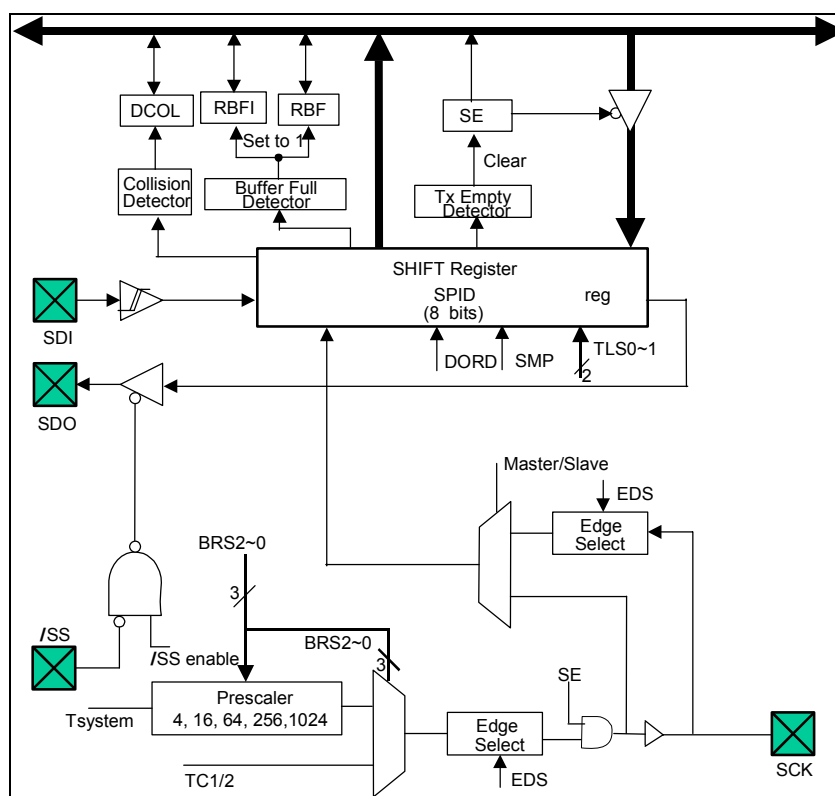 DCOL
RBFI
RBF
SE
Set to 1
Clear
Collision
Detector
Buffer Full
Detector
Tx Empty
Detector
SHIFT Register
SPID
reg
(8 bits)
SDI
DORD
SMP
TLS0~1
2
SDO
Master/Slave
EDS
Edge
Select
BRS2~0
3
/SS
/SS enable
BRS2~0
3
Prescaler
4, 16, 64, 256,1024
Tsystem
SE
Edge
Select
TC1/2
EDS
SCK